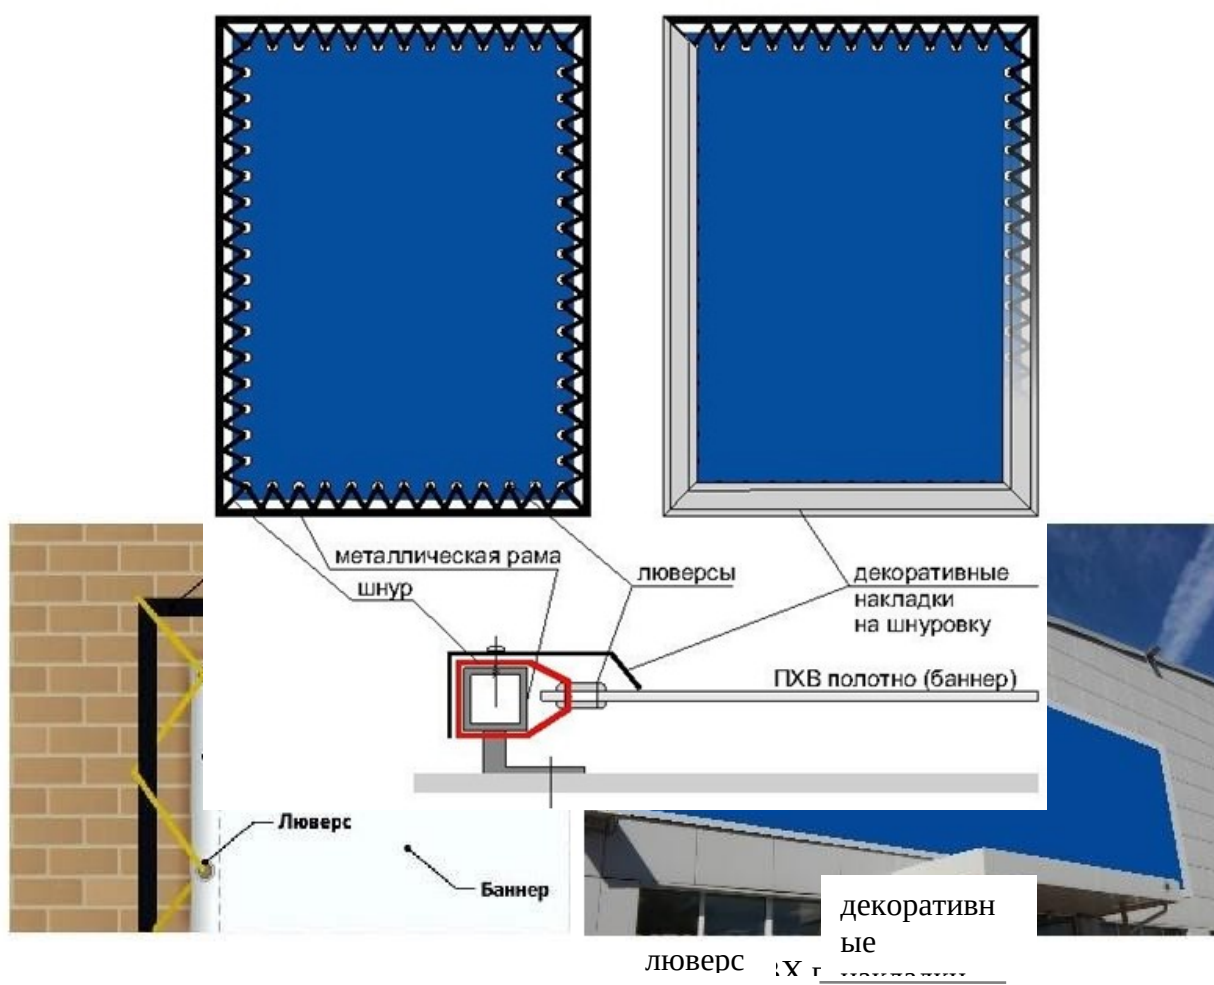 металлическая рама
шнур
люверсы
декоративные
накладки
на шнуровку
ПХВ полотно (баннер)
Люверс
Баннер
декоративн
ые
люверс